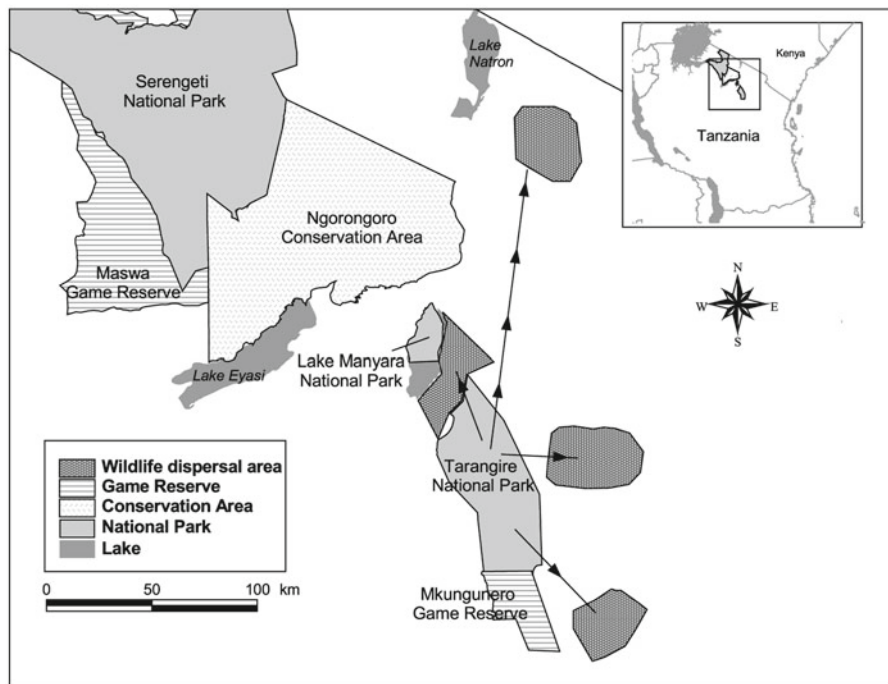 Serengeti
National Park
Lake
Natron
Kenya
Tanzania
Ngorongoro
Conservation Area
Maswa
Game Reserve
N
W
E
S
Lake Eyasi
Lake Manyara
National Park
Tarangire
National Park
Wildlife dispersal area
Game Reserve
Conservation Area
National Park
Lake
0 50 100 km
Mkungunero
Game Reserve